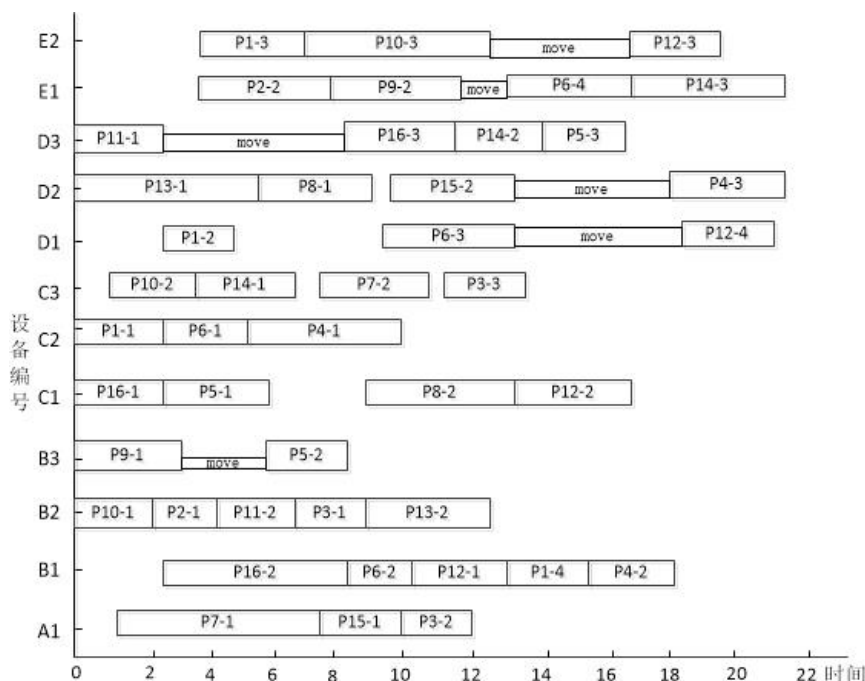 E2 P1-3 P10-3 move P12-3
E1 P2-2 P9-2 move P6-4 P14-3
D3 P11-1 move P16-3 P14-2 P5-3
D2 P13-1 P8-1 P15-2 move P4-3
D1 P1-2 P6-3 move P12-4
C3 P10-2 P14-1 P7-2 P3-3
设备编号
C2 P1-1 P6-1 P4-1
C1 P16-1 P5-1 P8-2 P12-2
B3 P9-1 move P5-2
B2 P10-1 P2-1 P11-2 P3-1 P13-2
B1 P16-2 P6-2 P12-1 P1-4 P4-2
A1 P7-1 P15-1 P3-2
0 2 4 6 8 10 12 14 16 18 20 22 时间